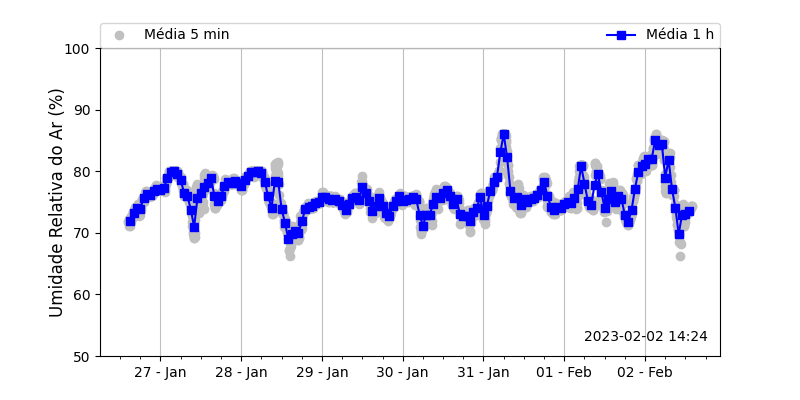 Média 5 min
Média 1 h
Umidade Relativa do Ar (%)
100
90
80
70
60
50
2023-02-02 14:24
27 - Jan
28 - Jan
29 - Jan
30 - Jan
31 - Jan
01 - Feb
02 - Feb